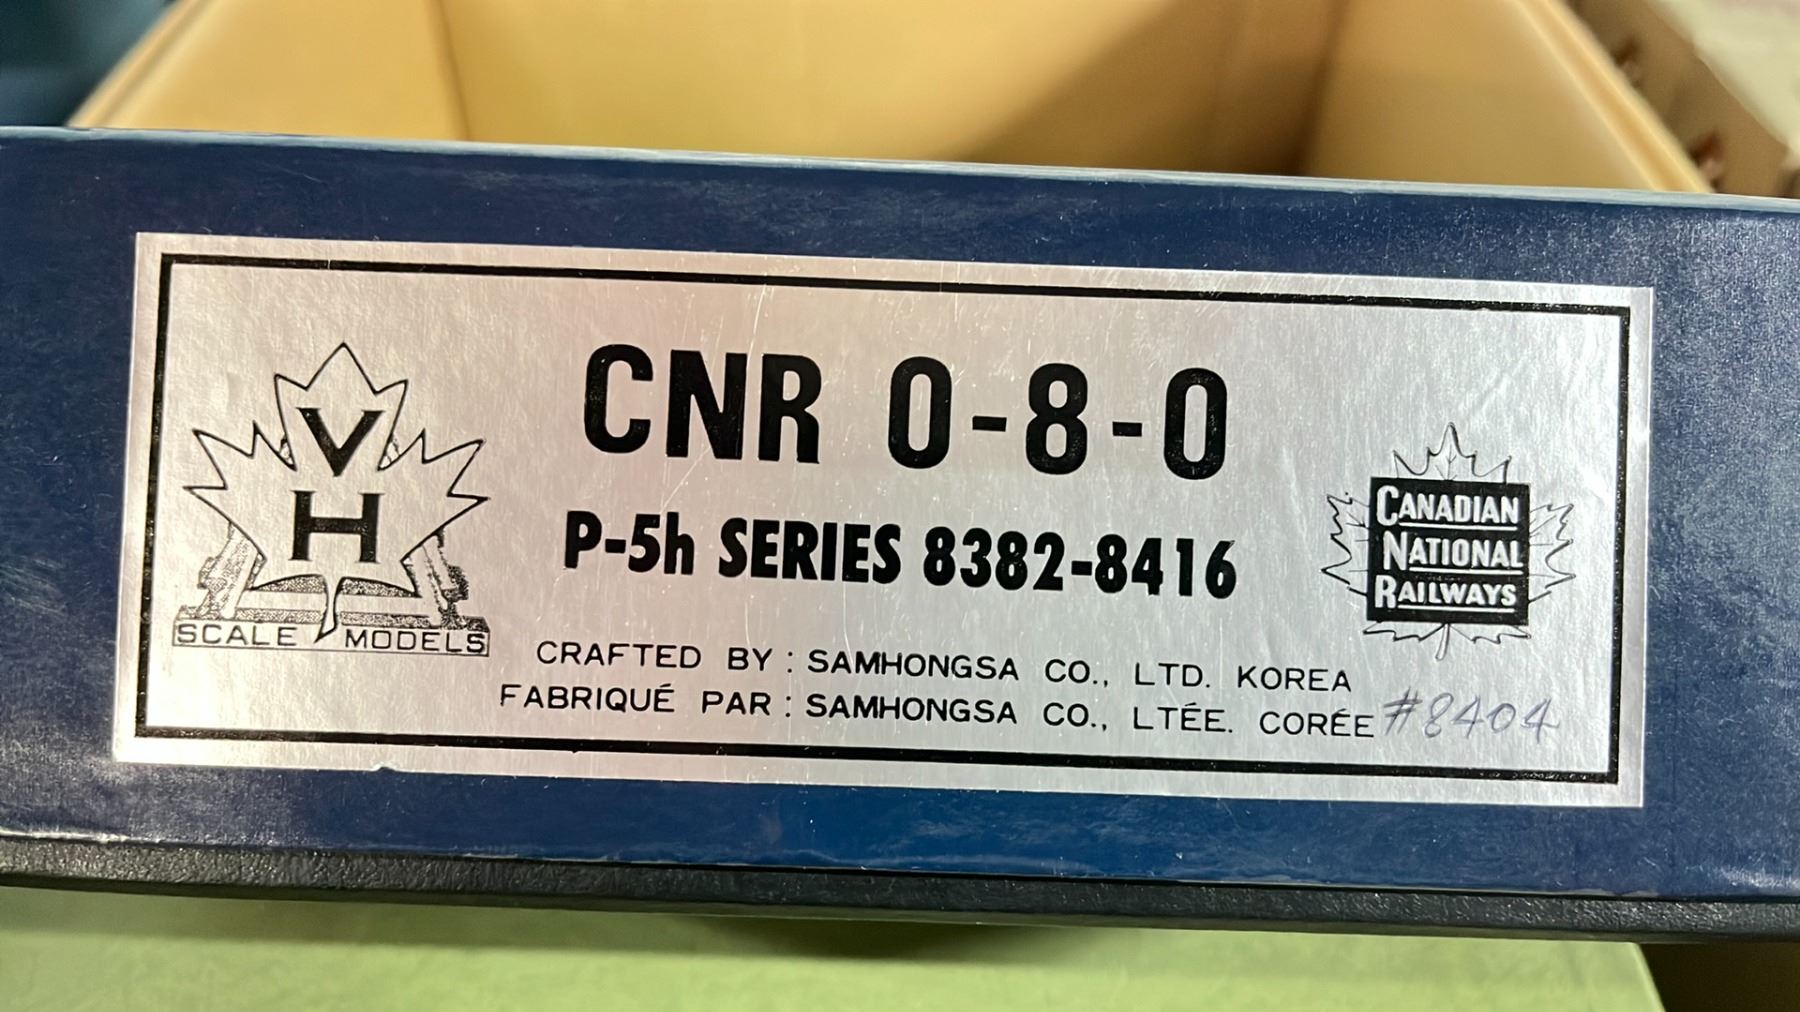 V
H
SCALE MODELS
CNR 0-8-0
P-5h SERIES 8382-8416
CANADIAN
NATIONAL
RAILWAYS
CRAFTED BY : SAMHONGSA CO., LTD. KOREA
FABRIQUÉ PAR : SAMHONGSA CO., LTÉE. CORÉE #8404